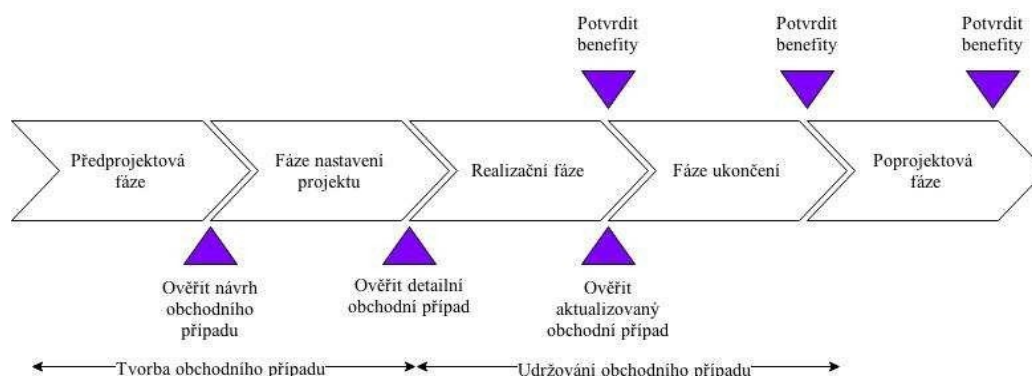 Potvrdit
benefity
Potvrdit
benefity
Potvrdit
benefity
Předprojektová
fáze
Fáze nastavení
projektu
Realizační fáze
Fáze ukončení
Poprojektová
fáze
Ověřit návrh
obchodního
případu
Ověřit detailní
obchodní případ
Ověřit
aktualizovaný
obchodní případ
Tvorba obchodního případu
Udržování obchodního případu